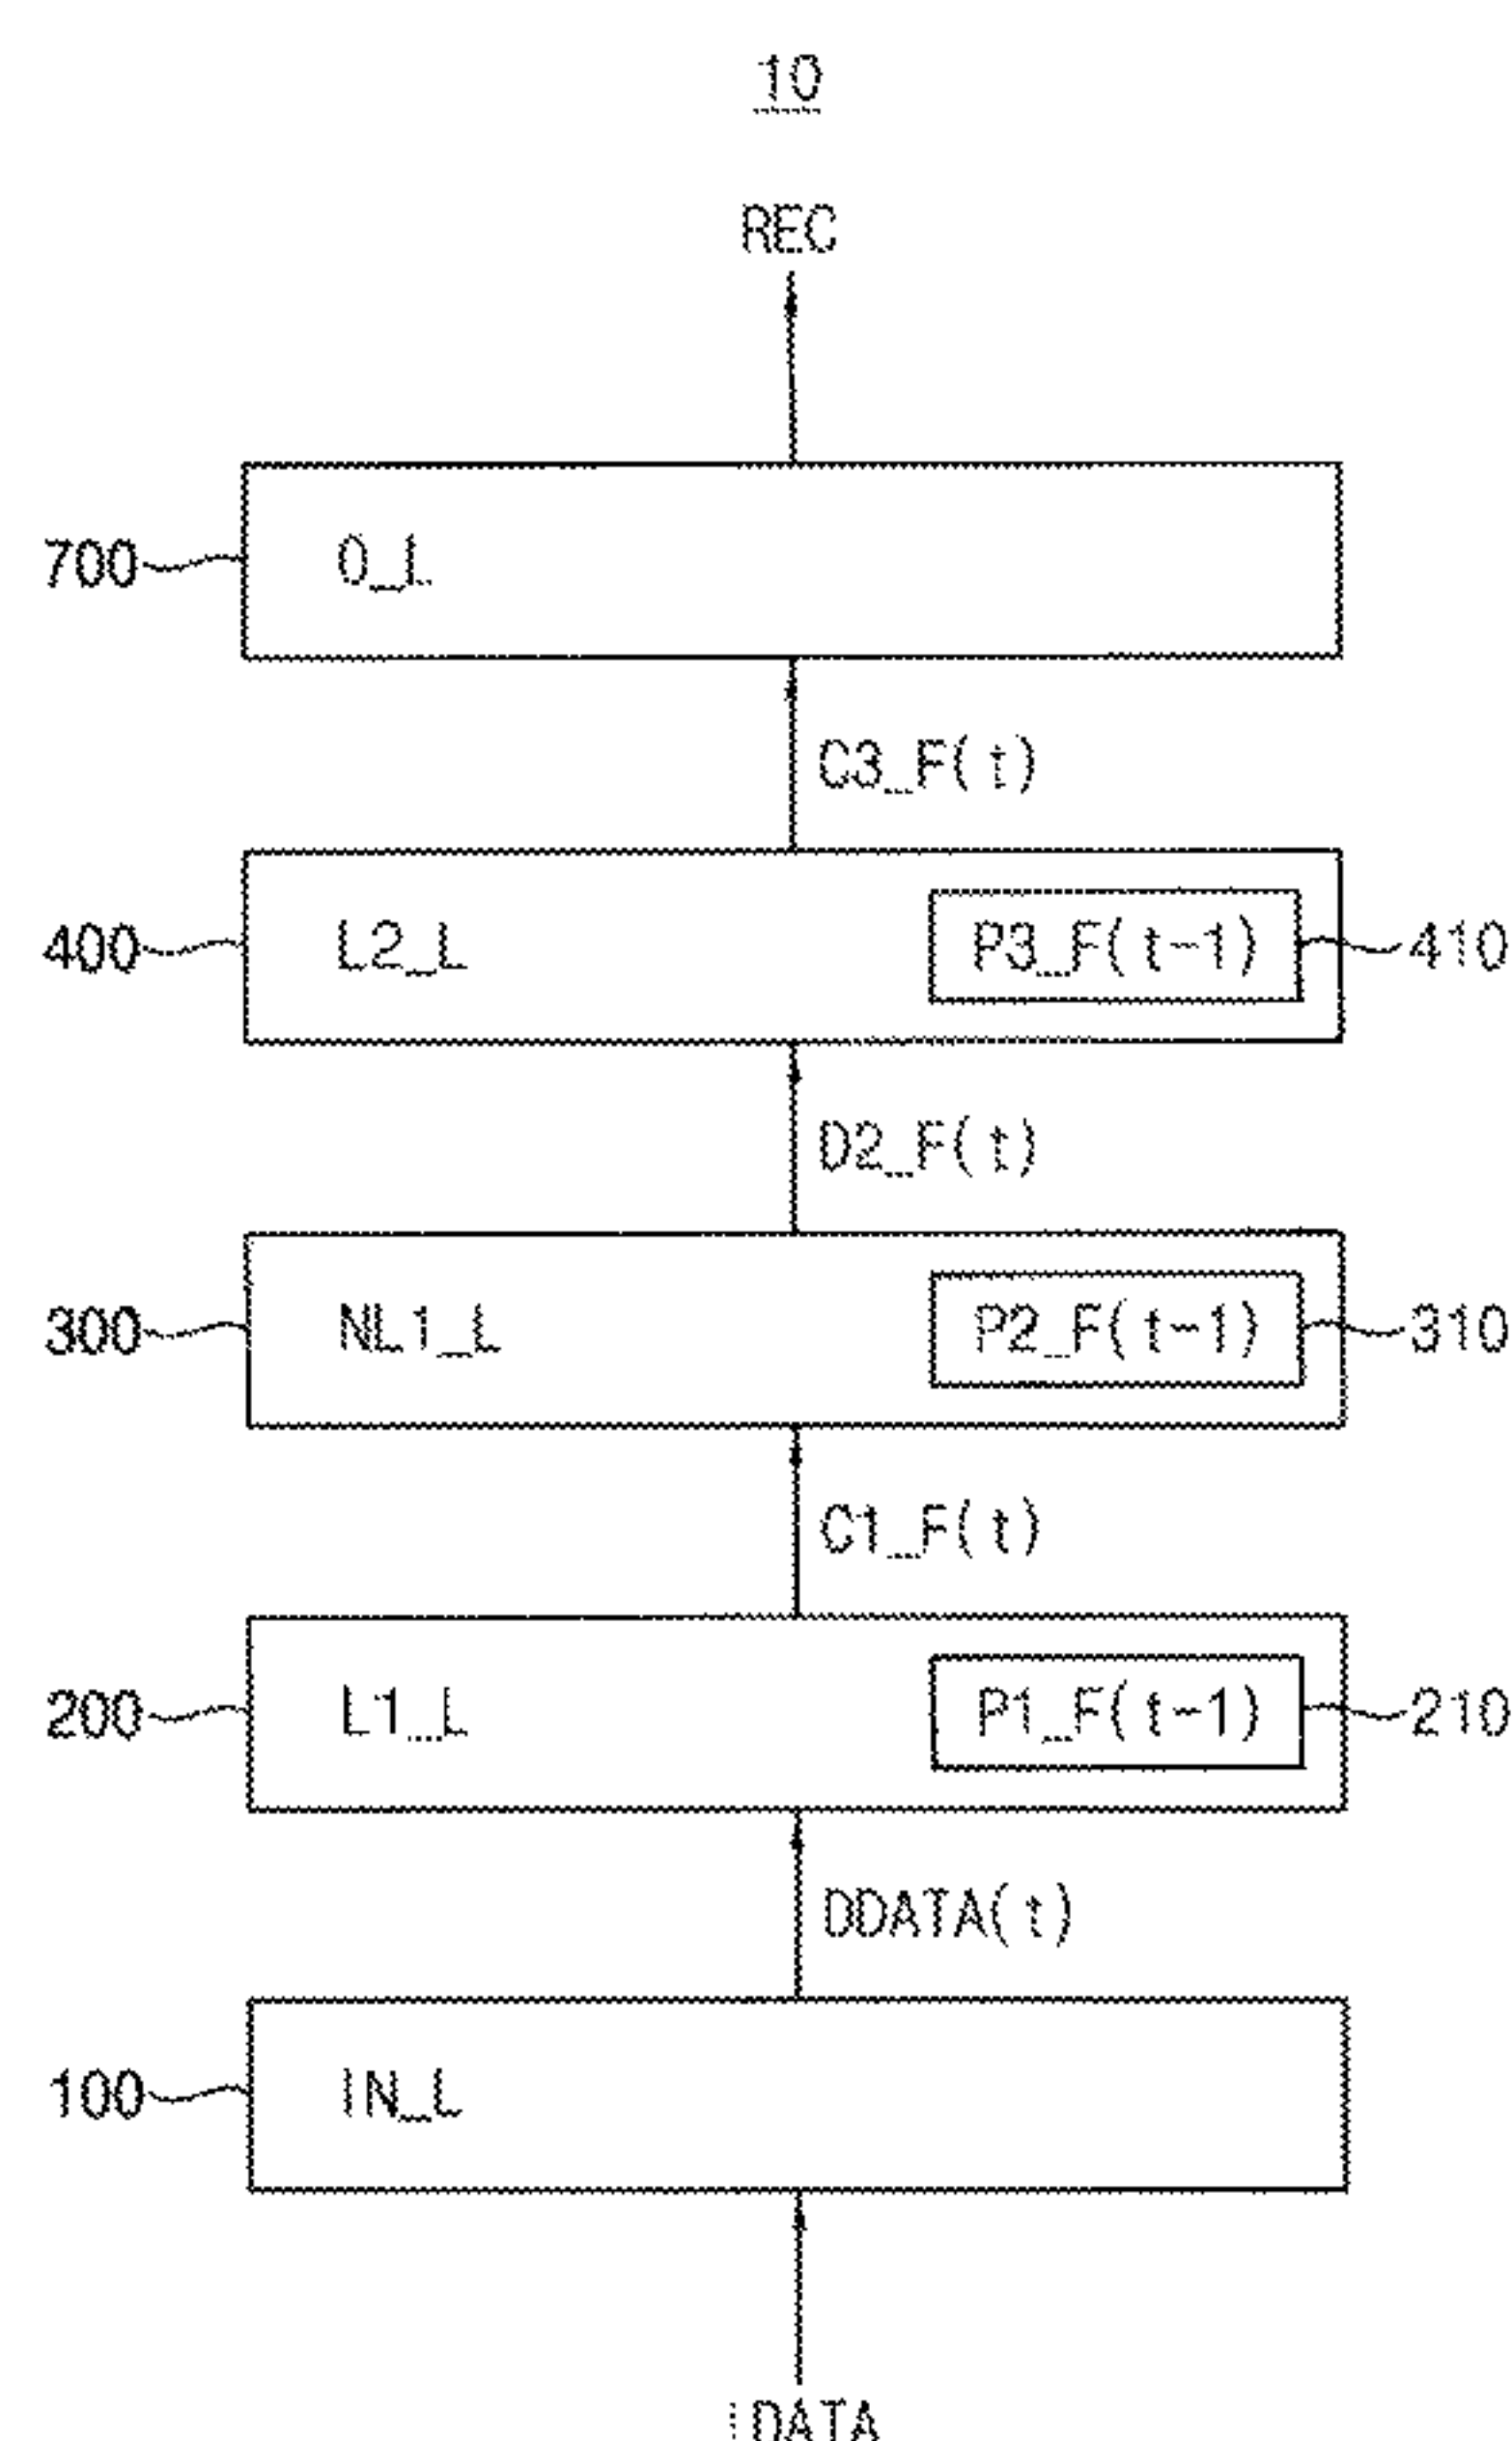 10
REC
700 O_L
C3_F(t)
400 L2_L P3_F(t-1) 410
D2_F(t)
300 NL1_L P2_F(t-1) 310
C1_F(t)
200 L1_L P1_F(t-1) 210
DDATA(t)
100 IN_L
IDATA